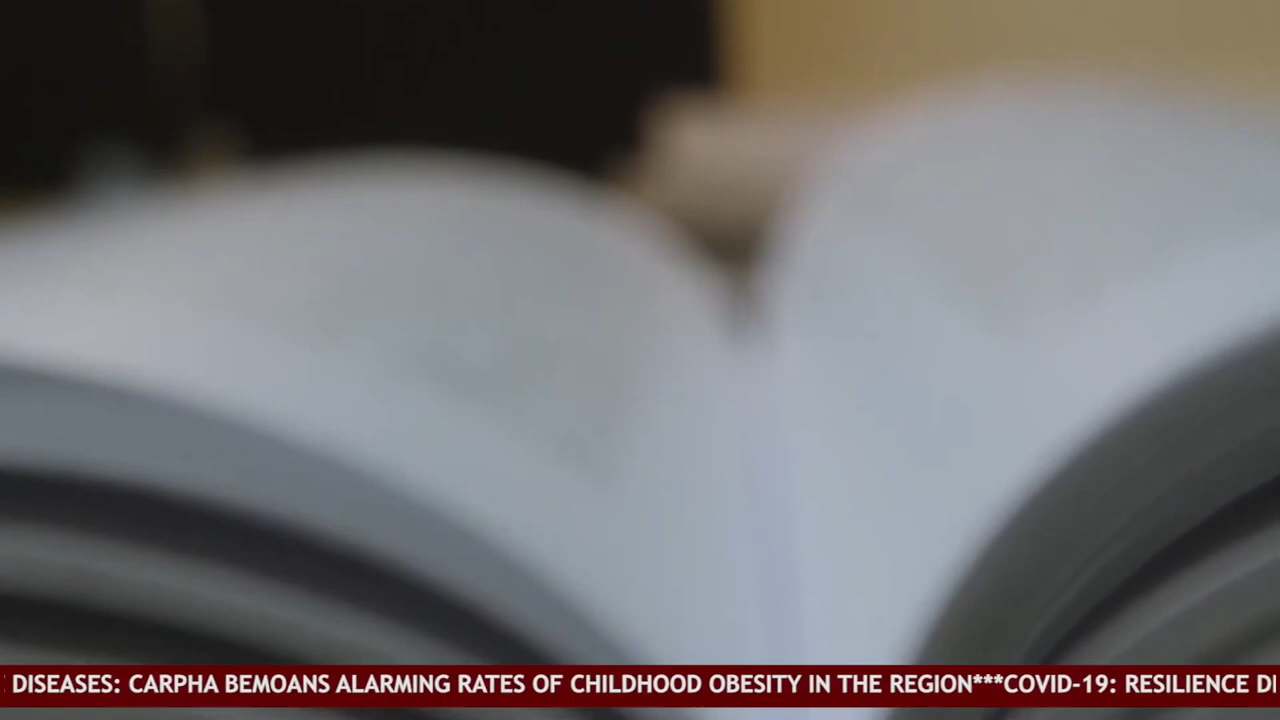 DISEASES: CARPHA BEMOANS ALARMING RATES OF CHILDHOOD OBESITY IN THE REGION***COVID-19: RESILIENCE